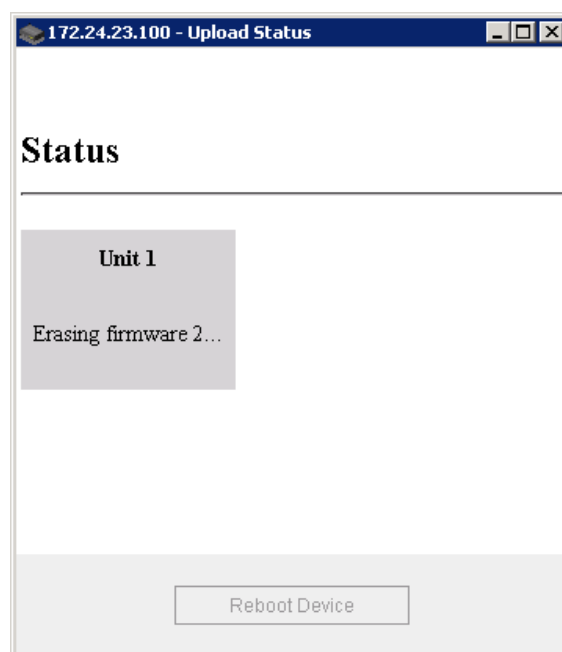 172.24.23.100 - Upload Status
Status
Unit 1
Erasing firmware 2...
Reboot Device